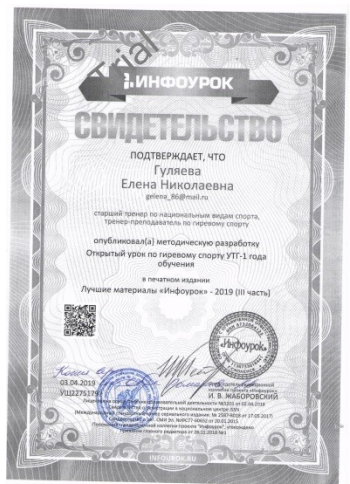 Trial
ИНФОУРОК
СВИДЕТЕЛЬСТВО
ПОДТВЕРЖДАЕТ, ЧТО
Гуляева
Елена Николаевна
gelena_86@mail.ru
старший тренер по национальным видам спорта,
тренер-преподаватель по гиревому спорту
опубликовал(а) методическую разработку
Открытый урок по гиревому спорту УТГ-1 года
обучения
в печатном издании
Лучшие материалы «Инфоурок» - 2019 (III часть)
«Инфоурок»
03.04.2019
И. В. ЖАБОРОВСКИЙ
INFOUROK.RU